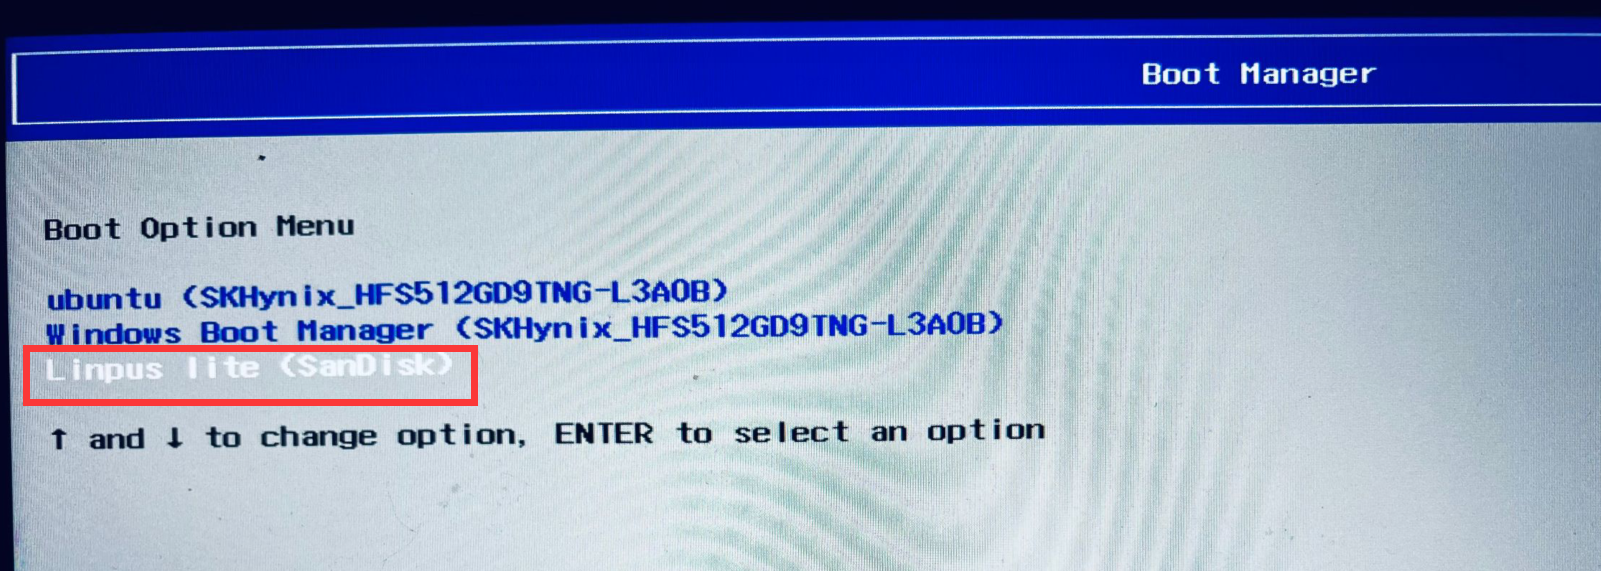 Boot Manager
Boot Option Menu
ubuntu (SKHynix_HFS512GD9TNG-L3A0B)
Windows Boot Manager (SKHynix_HFS512GD9TNG-L3A0B)
Linpus lite (SanDisk)
↑ and ↓ to change option, ENTER to select an option